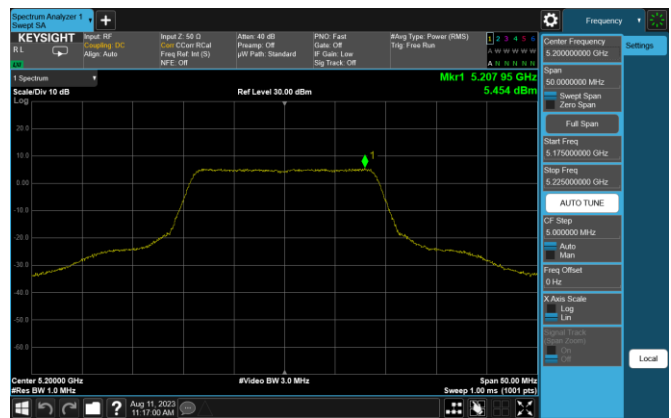 Spectrum Analyzer 1
Swept SA
Frequency
KEYSIGHT
RL
Input: RF
Coupling: DC
Align: Auto
Input Z: 50 Ω
Corr CCorr RCal
Freq Ref: Int (S)
NFE: Off
Atten: 40 dB
Preamp: Off
µW Path: Standard
PNO: Fast
Gate: Off
IF Gain: Low
Sig Track: Off
#Avg Type: Power (RMS)
Trig: Free Run
1 2 3 4 5 6
A W W W W W
A N N N N N
1 Spectrum
Scale/Div 10 dB
Log
Ref Level 30.00 dBm
Mkr1 5.207 95 GHz
5.454 dBm
1
20.0
10.0
0.00
-10.0
-20.0
-30.0
-40.0
-50.0
-60.0
Center 5.20000 GHz
#Res BW 1.0 MHz
#Video BW 3.0 MHz
Span 50.00 MHz
Sweep 1.00 ms (1001 pts)
Center Frequency
5.200000000 GHz
Settings
Span
50.0000000 MHz
Swept Span
Zero Span
Full Span
Start Freq
5.175000000 GHz
Stop Freq
5.225000000 GHz
AUTO TUNE
CF Step
5.000000 MHz
Auto
Man
Freq Offset
0 Hz
X Axis Scale
Log
Lin
Signal Track
(Span Zoom)
On
Off
Local
Aug 11, 2023
11:17:00 AM